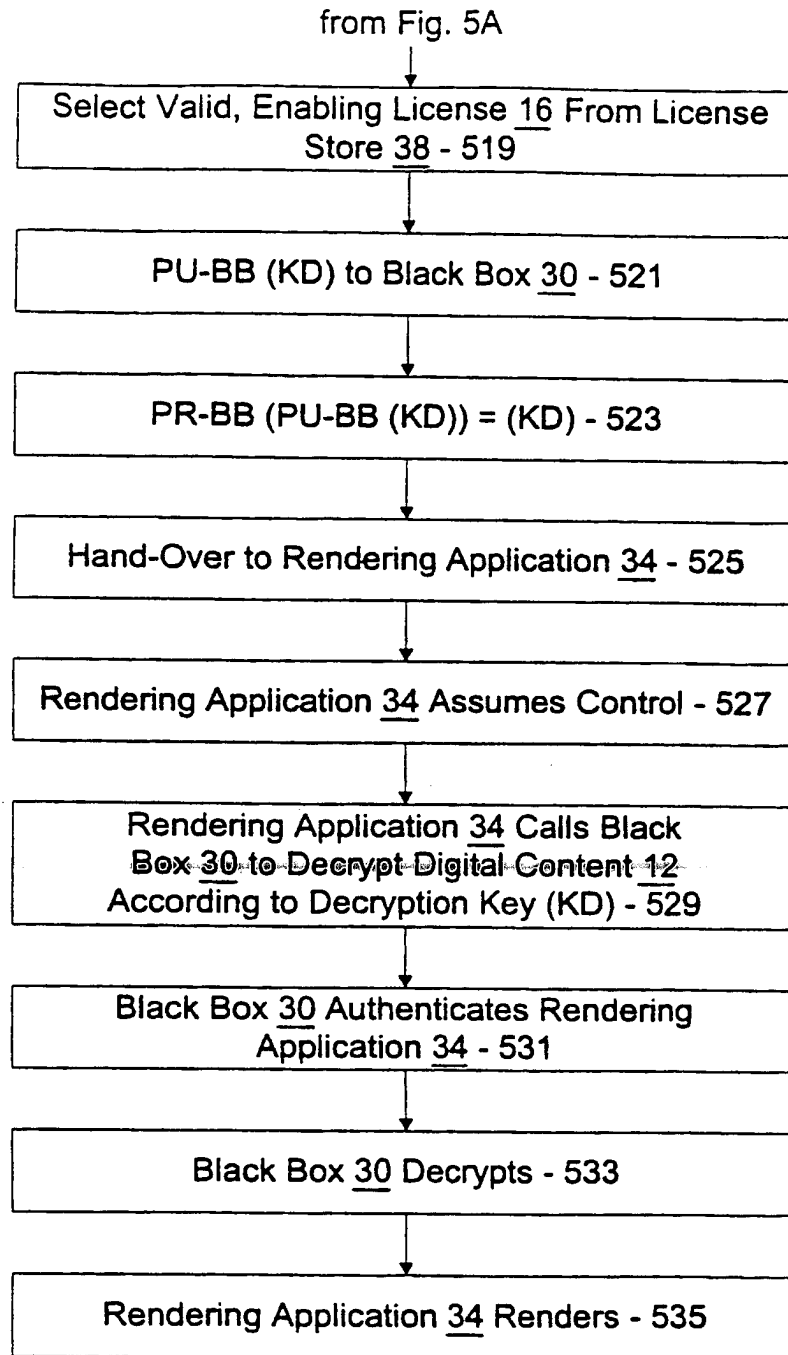 from Fig. 5A
Select Valid, Enabling License 16 From License
Store 38 - 519
PU-BB (KD) to Black Box 30 - 521
PR-BB (PU-BB (KD)) = (KD) - 523
Hand-Over to Rendering Application 34 - 525
Rendering Application 34 Assumes Control - 527
Rendering Application 34 Calls Black
Box 30 to Decrypt Digital Content 12
According to Decryption Key (KD) - 529
Black Box 30 Authenticates Rendering
Application 34 - 531
Black Box 30 Decrypts - 533
Rendering Application 34 Renders - 535